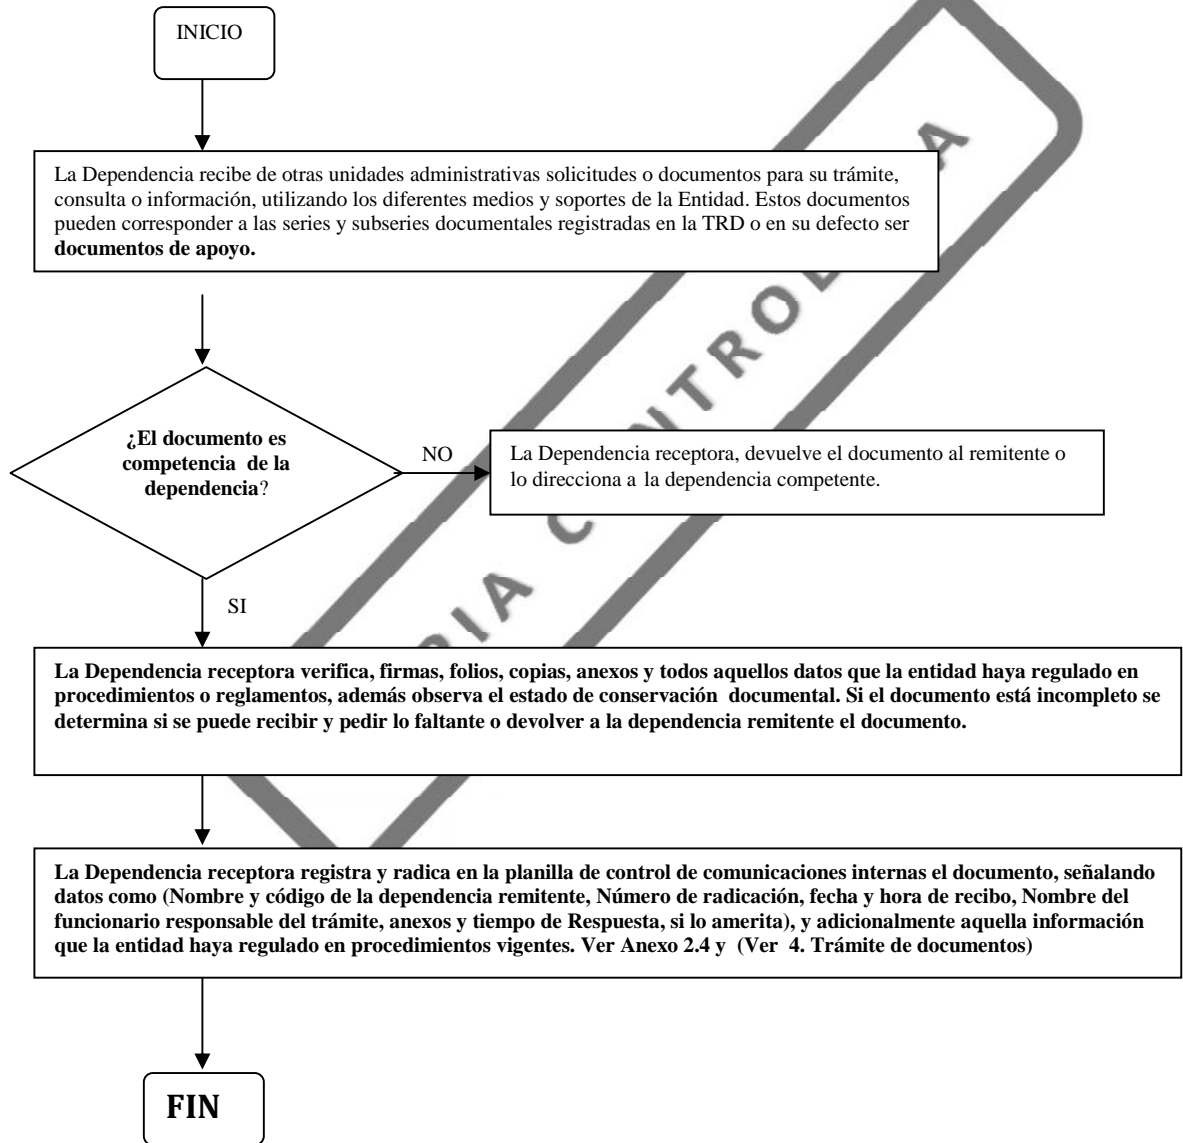 INICIO
La Dependencia recibe de otras unidades administrativas solicitudes o documentos para su trámite,
consulta o información, utilizando los diferentes medios y soportes de la Entidad. Estos documentos
pueden corresponder a las series y subseries documentales registradas en la TRD o en su defecto ser
documentos de apoyo.
¿El documento es
competencia de la
dependencia?
NO
La Dependencia receptora, devuelve el documento al remitente o
lo direcciona a la dependencia competente.
SI
La Dependencia receptora verifica, firmas, folios, copias, anexos y todos aquellos datos que la entidad haya regulado en
procedimientos o reglamentos, además observa el estado de conservación documental. Si el documento está incompleto se
determina si se puede recibir y pedir lo faltante o devolver a la dependencia remitente el documento.
La Dependencia receptora registra y radica en la planilla de control de comunicaciones internas el documento, señalando
datos como (Nombre y código de la dependencia remitente, Número de radicación, fecha y hora de recibo, Nombre del
funcionario responsable del trámite, anexos y tiempo de Respuesta, si lo amerita), y adicionalmente aquella información
que la entidad haya regulado en procedimientos vigentes. Ver Anexo 2.4 y (Ver 4. Trámite de documentos)
FIN